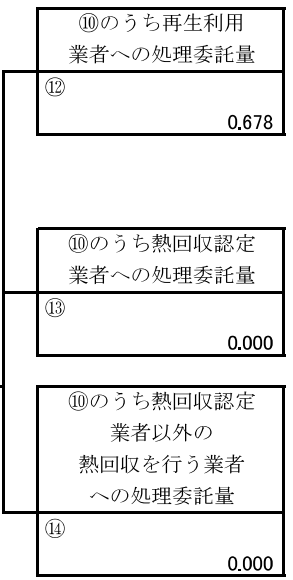 ⑩のうち再生利用
業者への処理委託量
⑫
0.678
⑩のうち熱回収認定
業者への処理委託量
⑬
0.000
⑩のうち熱回収認定
業者以外の
熱回収を行う業者
への処理委託量
⑭
0.000